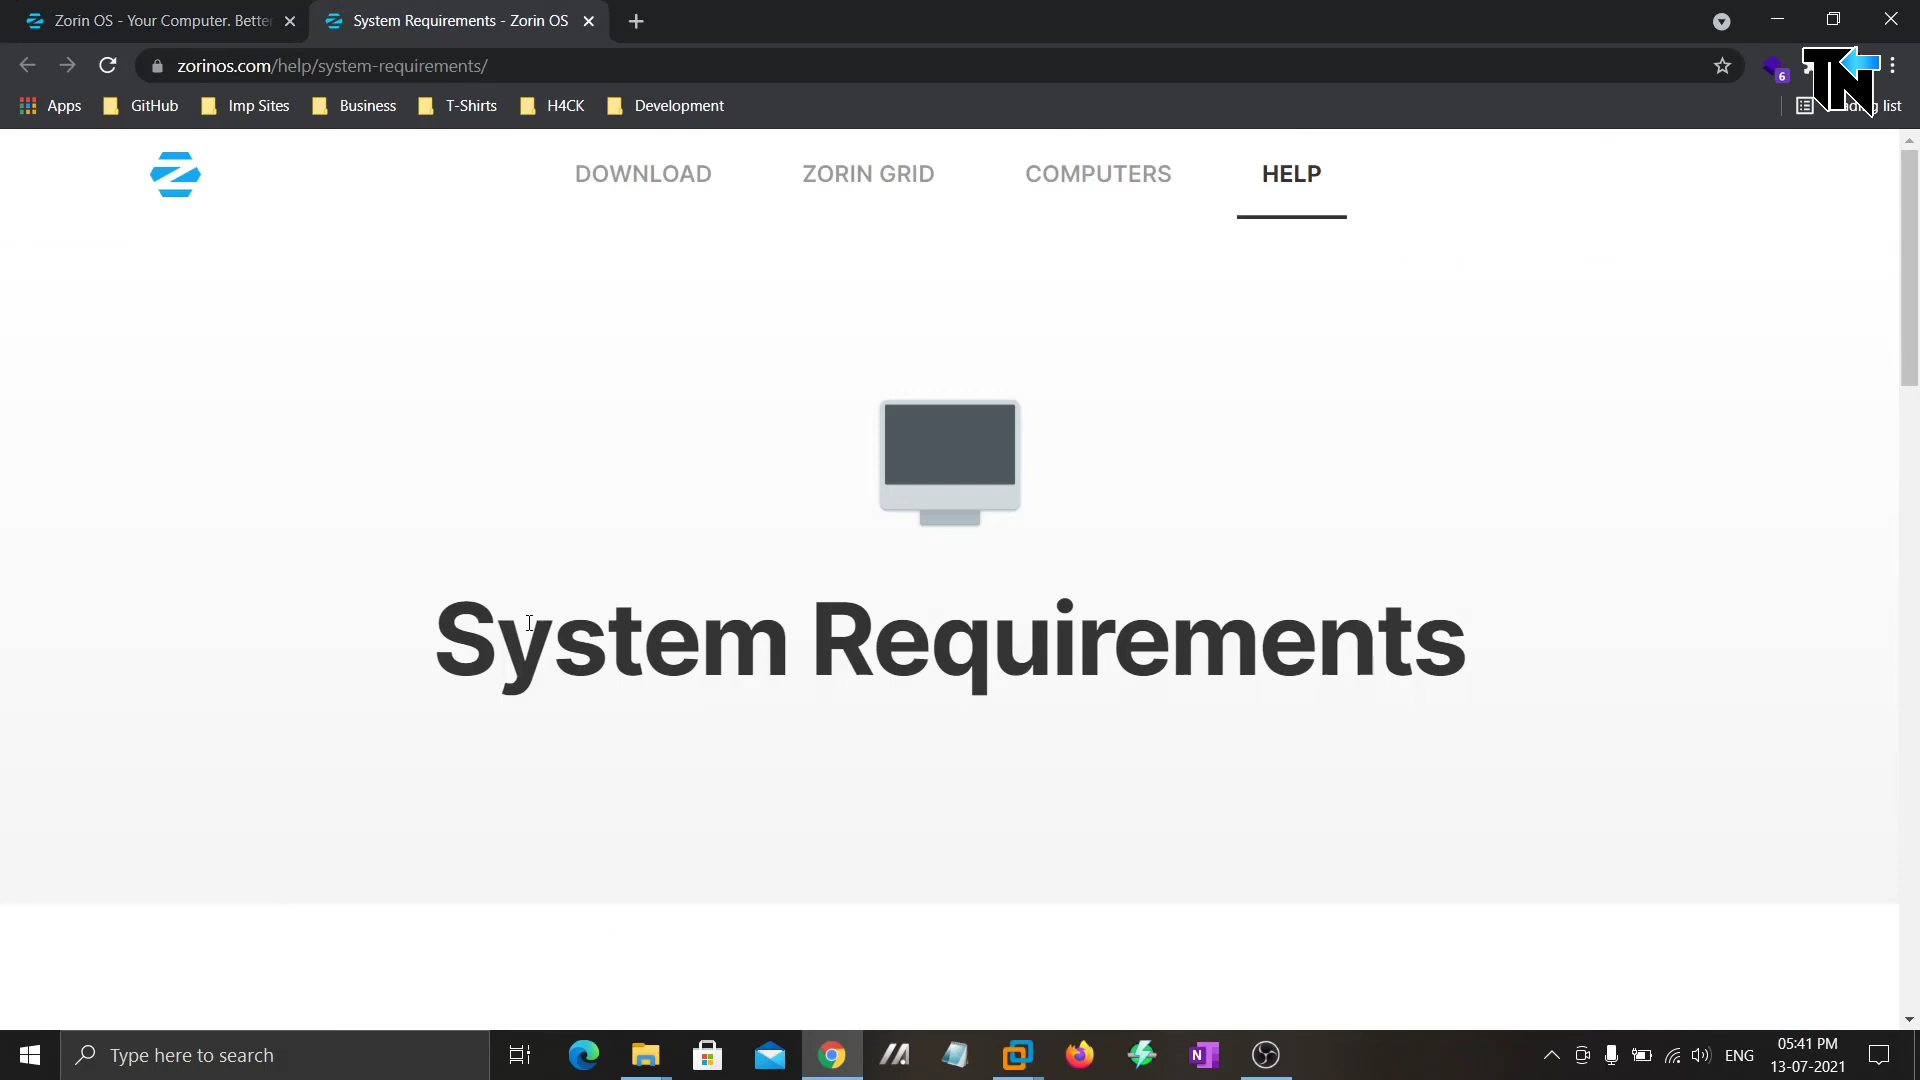 Zorin OS - Your Computer. Better
System Requirements - Zorin OS
zorinos.com/help/system-requirements/
6
Apps
GitHub
Imp Sites
Business
T-Shirts
H4CK
Development
list
DOWNLOAD
ZORIN GRID
COMPUTERS
HELP
System Requirements
Type here to search
ENG
05:41 PM
13-07-2021